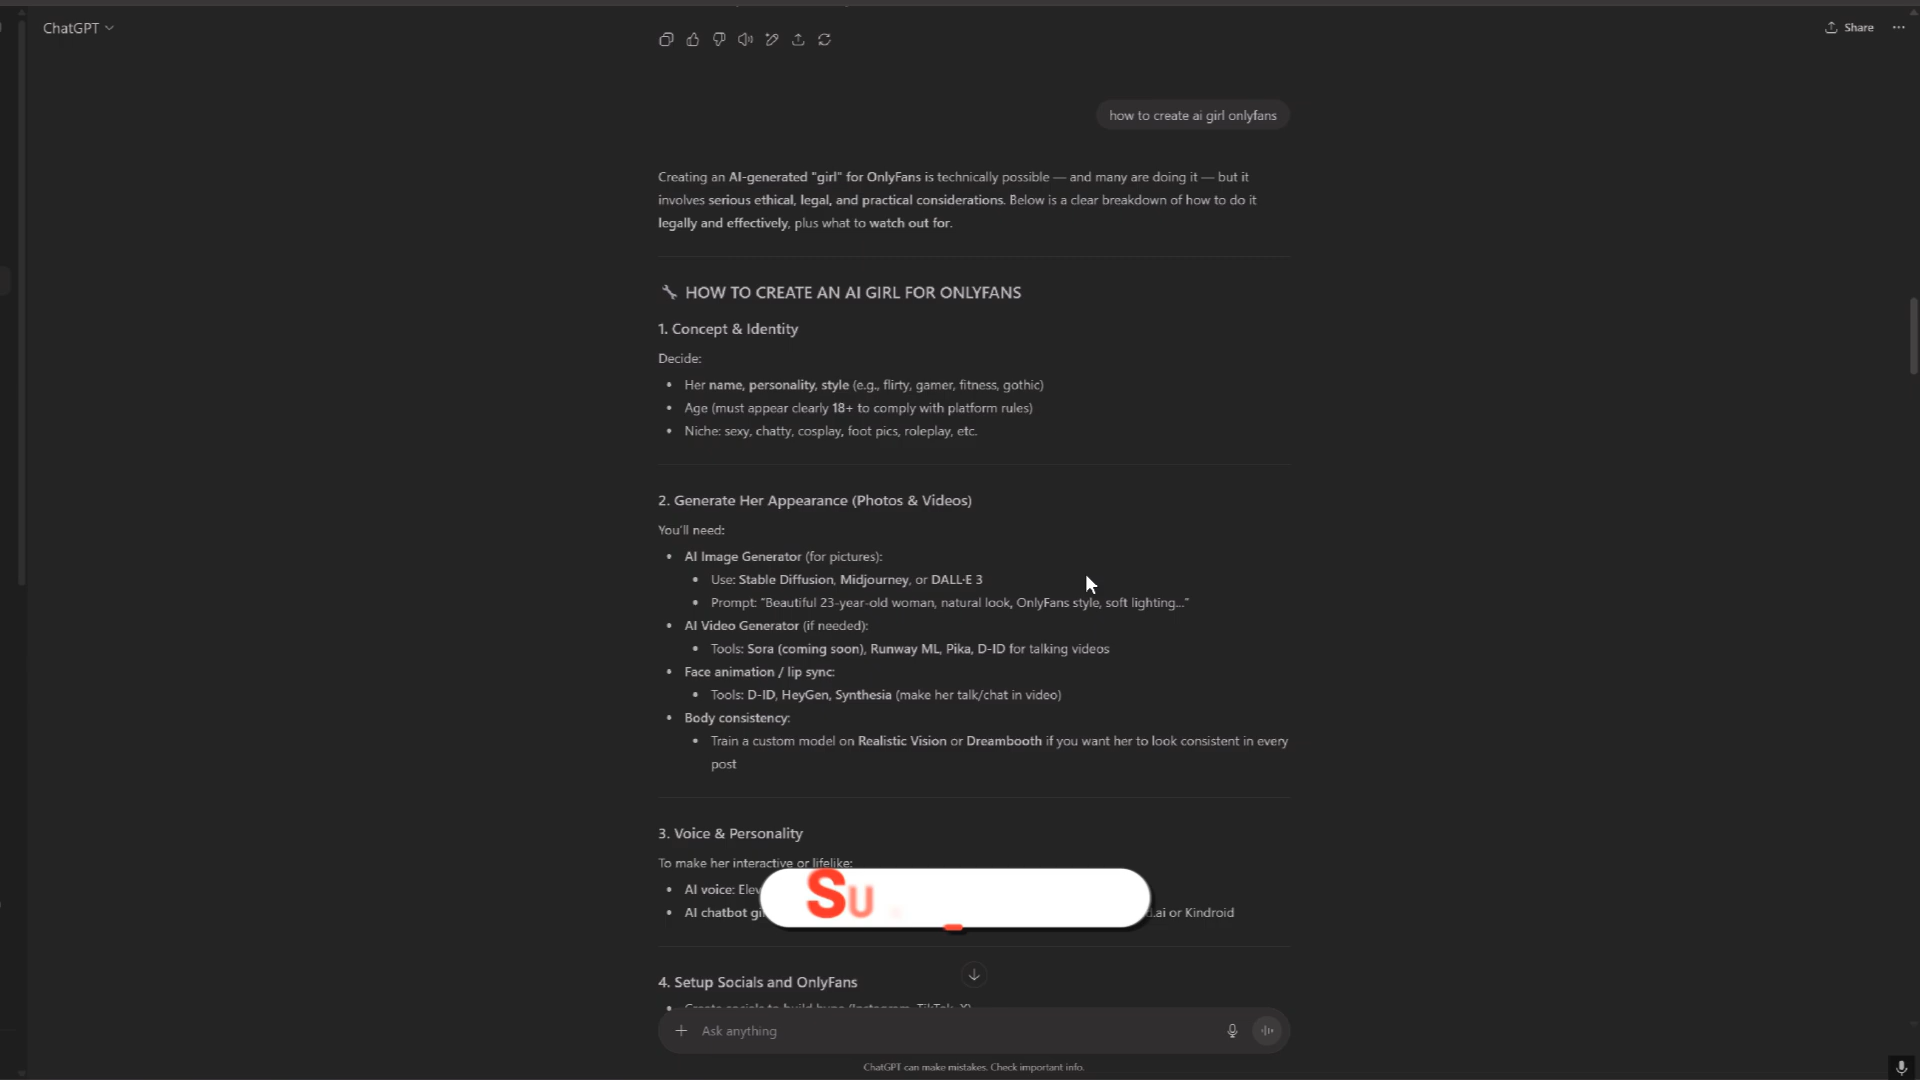 ChatGPT
Share
how to create ai girl onlyfans
Creating an AI-generated "girl" for OnlyFans is technically possible — and many are doing it — but it
involves serious ethical, legal, and practical considerations. Below is a clear breakdown of how to do it
legally and effectively, plus what to watch out for.
HOW TO CREATE AN AI GIRL FOR ONLYFANS
1. Concept & Identity
Decide:
• Her name, personality, style (e.g., flirty, gamer, fitness, gothic)
• Age (must appear clearly 18+ to comply with platform rules)
• Niche: sexy, chatty, cosplay, foot pics, roleplay, etc.
2. Generate Her Appearance (Photos & Videos)
You'll need:
• AI Image Generator (for pictures):
• Use: Stable Diffusion, Midjourney, or DALL·E 3
• Prompt: "Beautiful 23-year-old woman, natural look, OnlyFans style, soft lighting..."
• AI Video Generator (if needed):
• Tools: Sora (coming soon), Runway ML, Pika, D-ID for talking videos
• Face animation / lip sync:
• Tools: D-ID, HeyGen, Synthesia (make her talk/chat in video)
• Body consistency:
• Train a custom model on Realistic Vision or Dreambooth if you want her to look consistent in every
post
3. Voice & Personality
To make her interactive or lifelike:
• AI voice:
• AI chatbot
.ai or Kindroid
Su
4. Setup Socials and OnlyFans
• Create socials to build hype (Instagram, TikTok, X)
Ask anything
ChatGPT can make mistakes. Check important info.